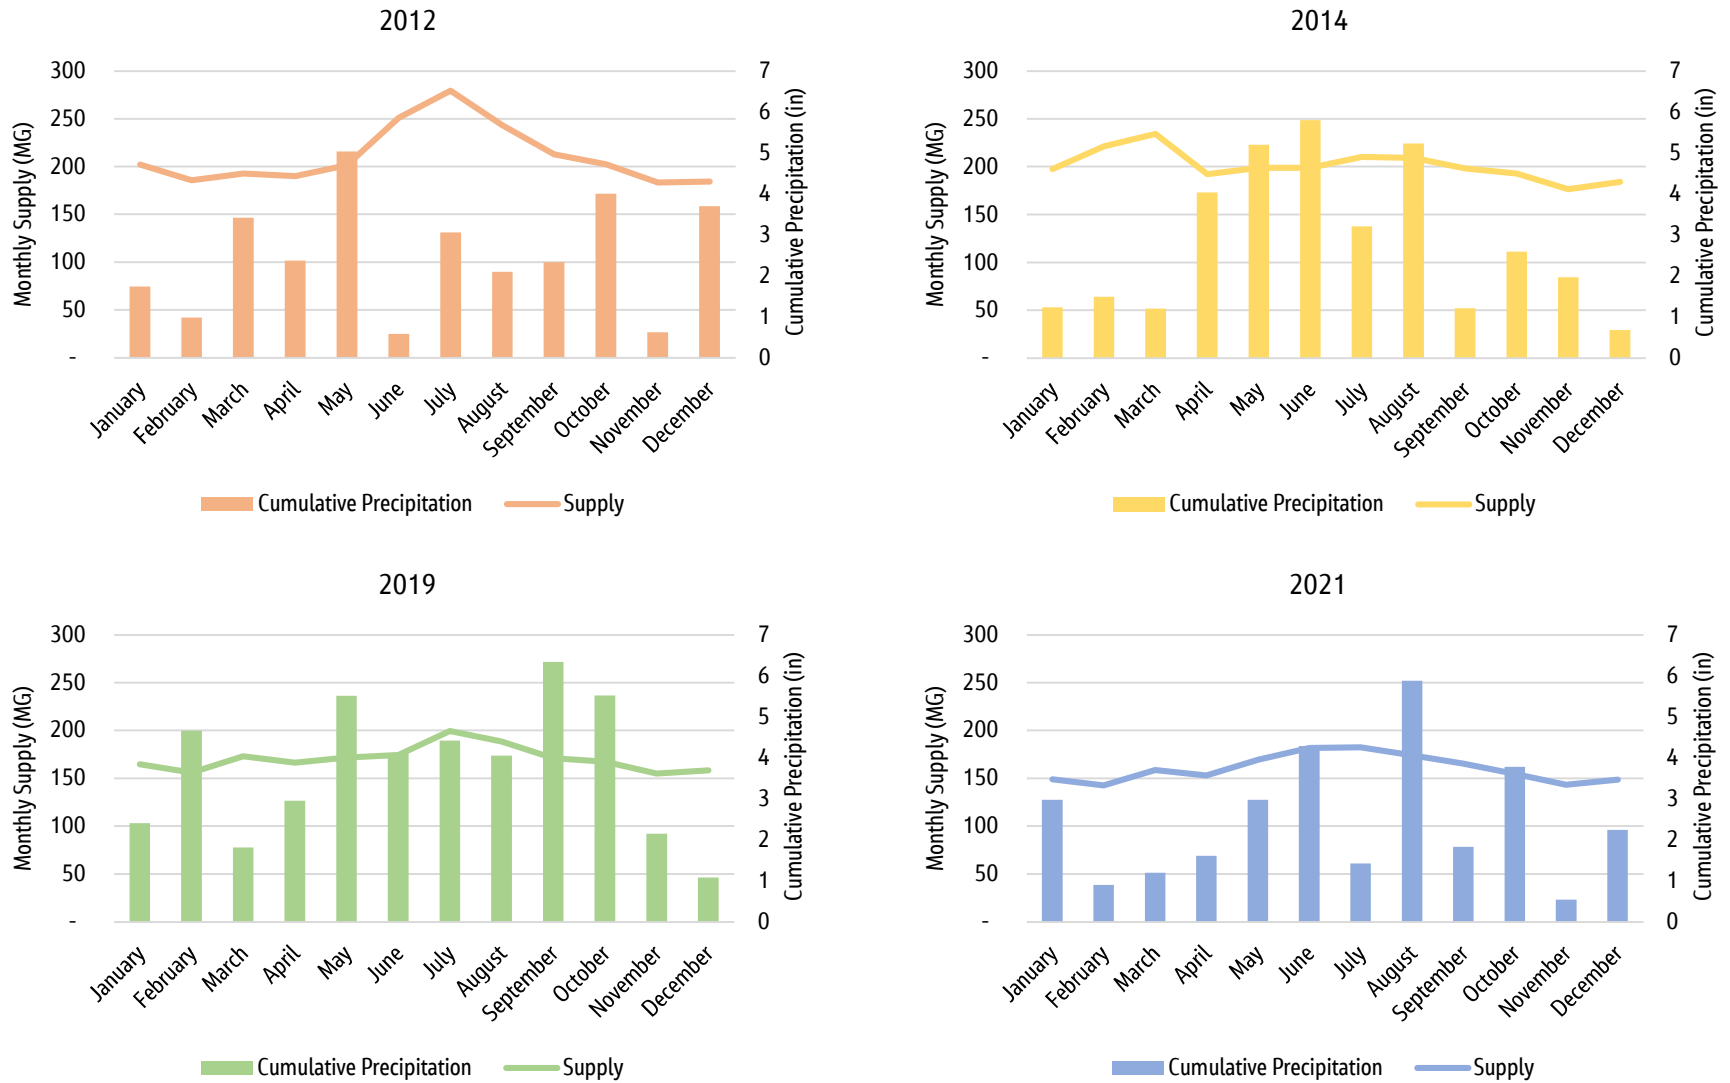 2012
300
250
200
150
100
50
-
Monthly Supply (MG)
7
6
5
4
3
2
1
0
Cumulative Precipitation (in)
January
February
March
April
May
June
July
August
September
October
November
December
Cumulative Precipitation
Supply
2014
300
250
200
150
100
50
-
Monthly Supply (MG)
7
6
5
4
3
2
1
0
Cumulative Precipitation (in)
January
February
March
April
May
June
July
August
September
October
November
December
Cumulative Precipitation
Supply
2019
300
250
200
150
100
50
-
Monthly Supply (MG)
7
6
5
4
3
2
1
0
Cumulative Precipitation (in)
January
February
March
April
May
June
July
August
September
October
November
December
Cumulative Precipitation
Supply
2021
300
250
200
150
100
50
-
Monthly Supply (MG)
7
6
5
4
3
2
1
0
Cumulative Precipitation (in)
January
February
March
April
May
June
July
August
September
October
November
December
Cumulative Precipitation
Supply